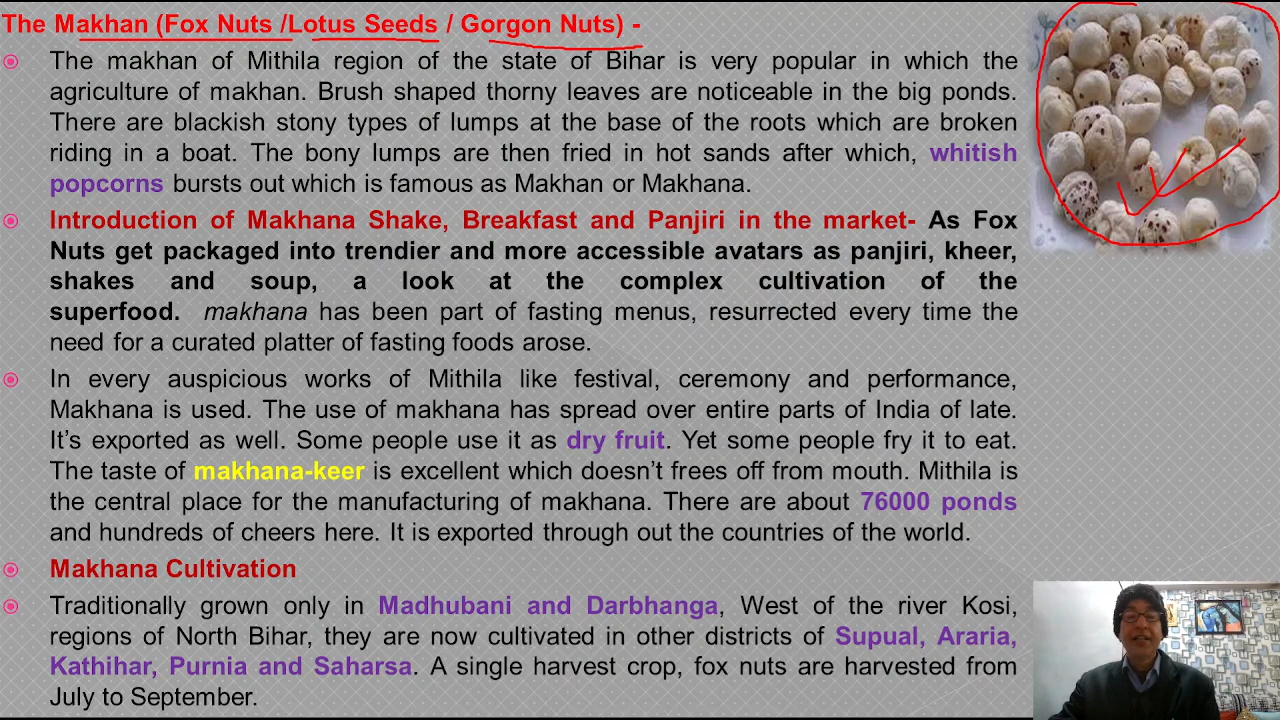 The Makhan (Fox Nuts /Lotus Seeds / Gorgon Nuts) -
The makhan of Mithila region of the state of Bihar is very popular in which the
agriculture of makhan. Brush shaped thorny leaves are noticeable in the big ponds.
There are blackish stony types of lumps at the base of the roots which are broken
riding in a boat. The bony lumps are then fried in hot sands after which, whitish
popcorns bursts out which is famous as Makhan or Makhana.
Introduction of Makhana Shake, Breakfast and Panjiri in the market- As Fox
Nuts get packaged into trendier and more accessible avatars as panjiri, kheer,
shakes and soup, a look at the complex cultivation of the
superfood. makhana has been part of fasting menus, resurrected every time the
need for a curated platter of fasting foods arose.
In every auspicious works of Mithila like festival, ceremony and performance,
Makhana is used. The use of makhana has spread over entire parts of India of late.
It's exported as well. Some people use it as dry fruit. Yet some people fry it to eat.
The taste of makhana-keer is excellent which doesn't frees off from mouth. Mithila is
the central place for the manufacturing of makhana. There are about 76000 ponds
and hundreds of cheers here. It is exported through out the countries of the world.
Makhana Cultivation
Traditionally grown only in Madhubani and Darbhanga, West of the river Kosi,
regions of North Bihar, they are now cultivated in other districts of Supual, Araria,
Kathihar, Purnia and Saharsa. A single harvest crop, fox nuts are harvested from
July to September.